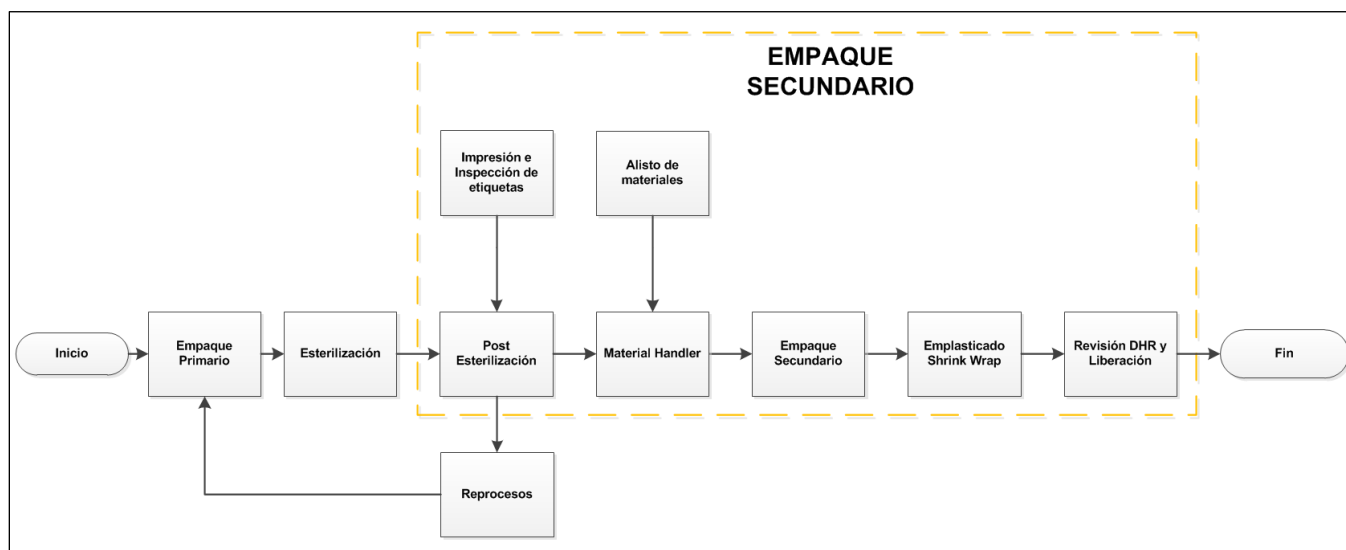 EMPAQUE
SECUNDARIO
Impresión e
Inspección de
etiquetas
Alisto de
materiales
Inicio
Empaque
Primario
Esterilización
Post
Esterilización
Material Handler
Empaque
Secundario
Emplasticado
Shrink Wrap
Revisión DHR y
Liberación
Fin
Reprocesos